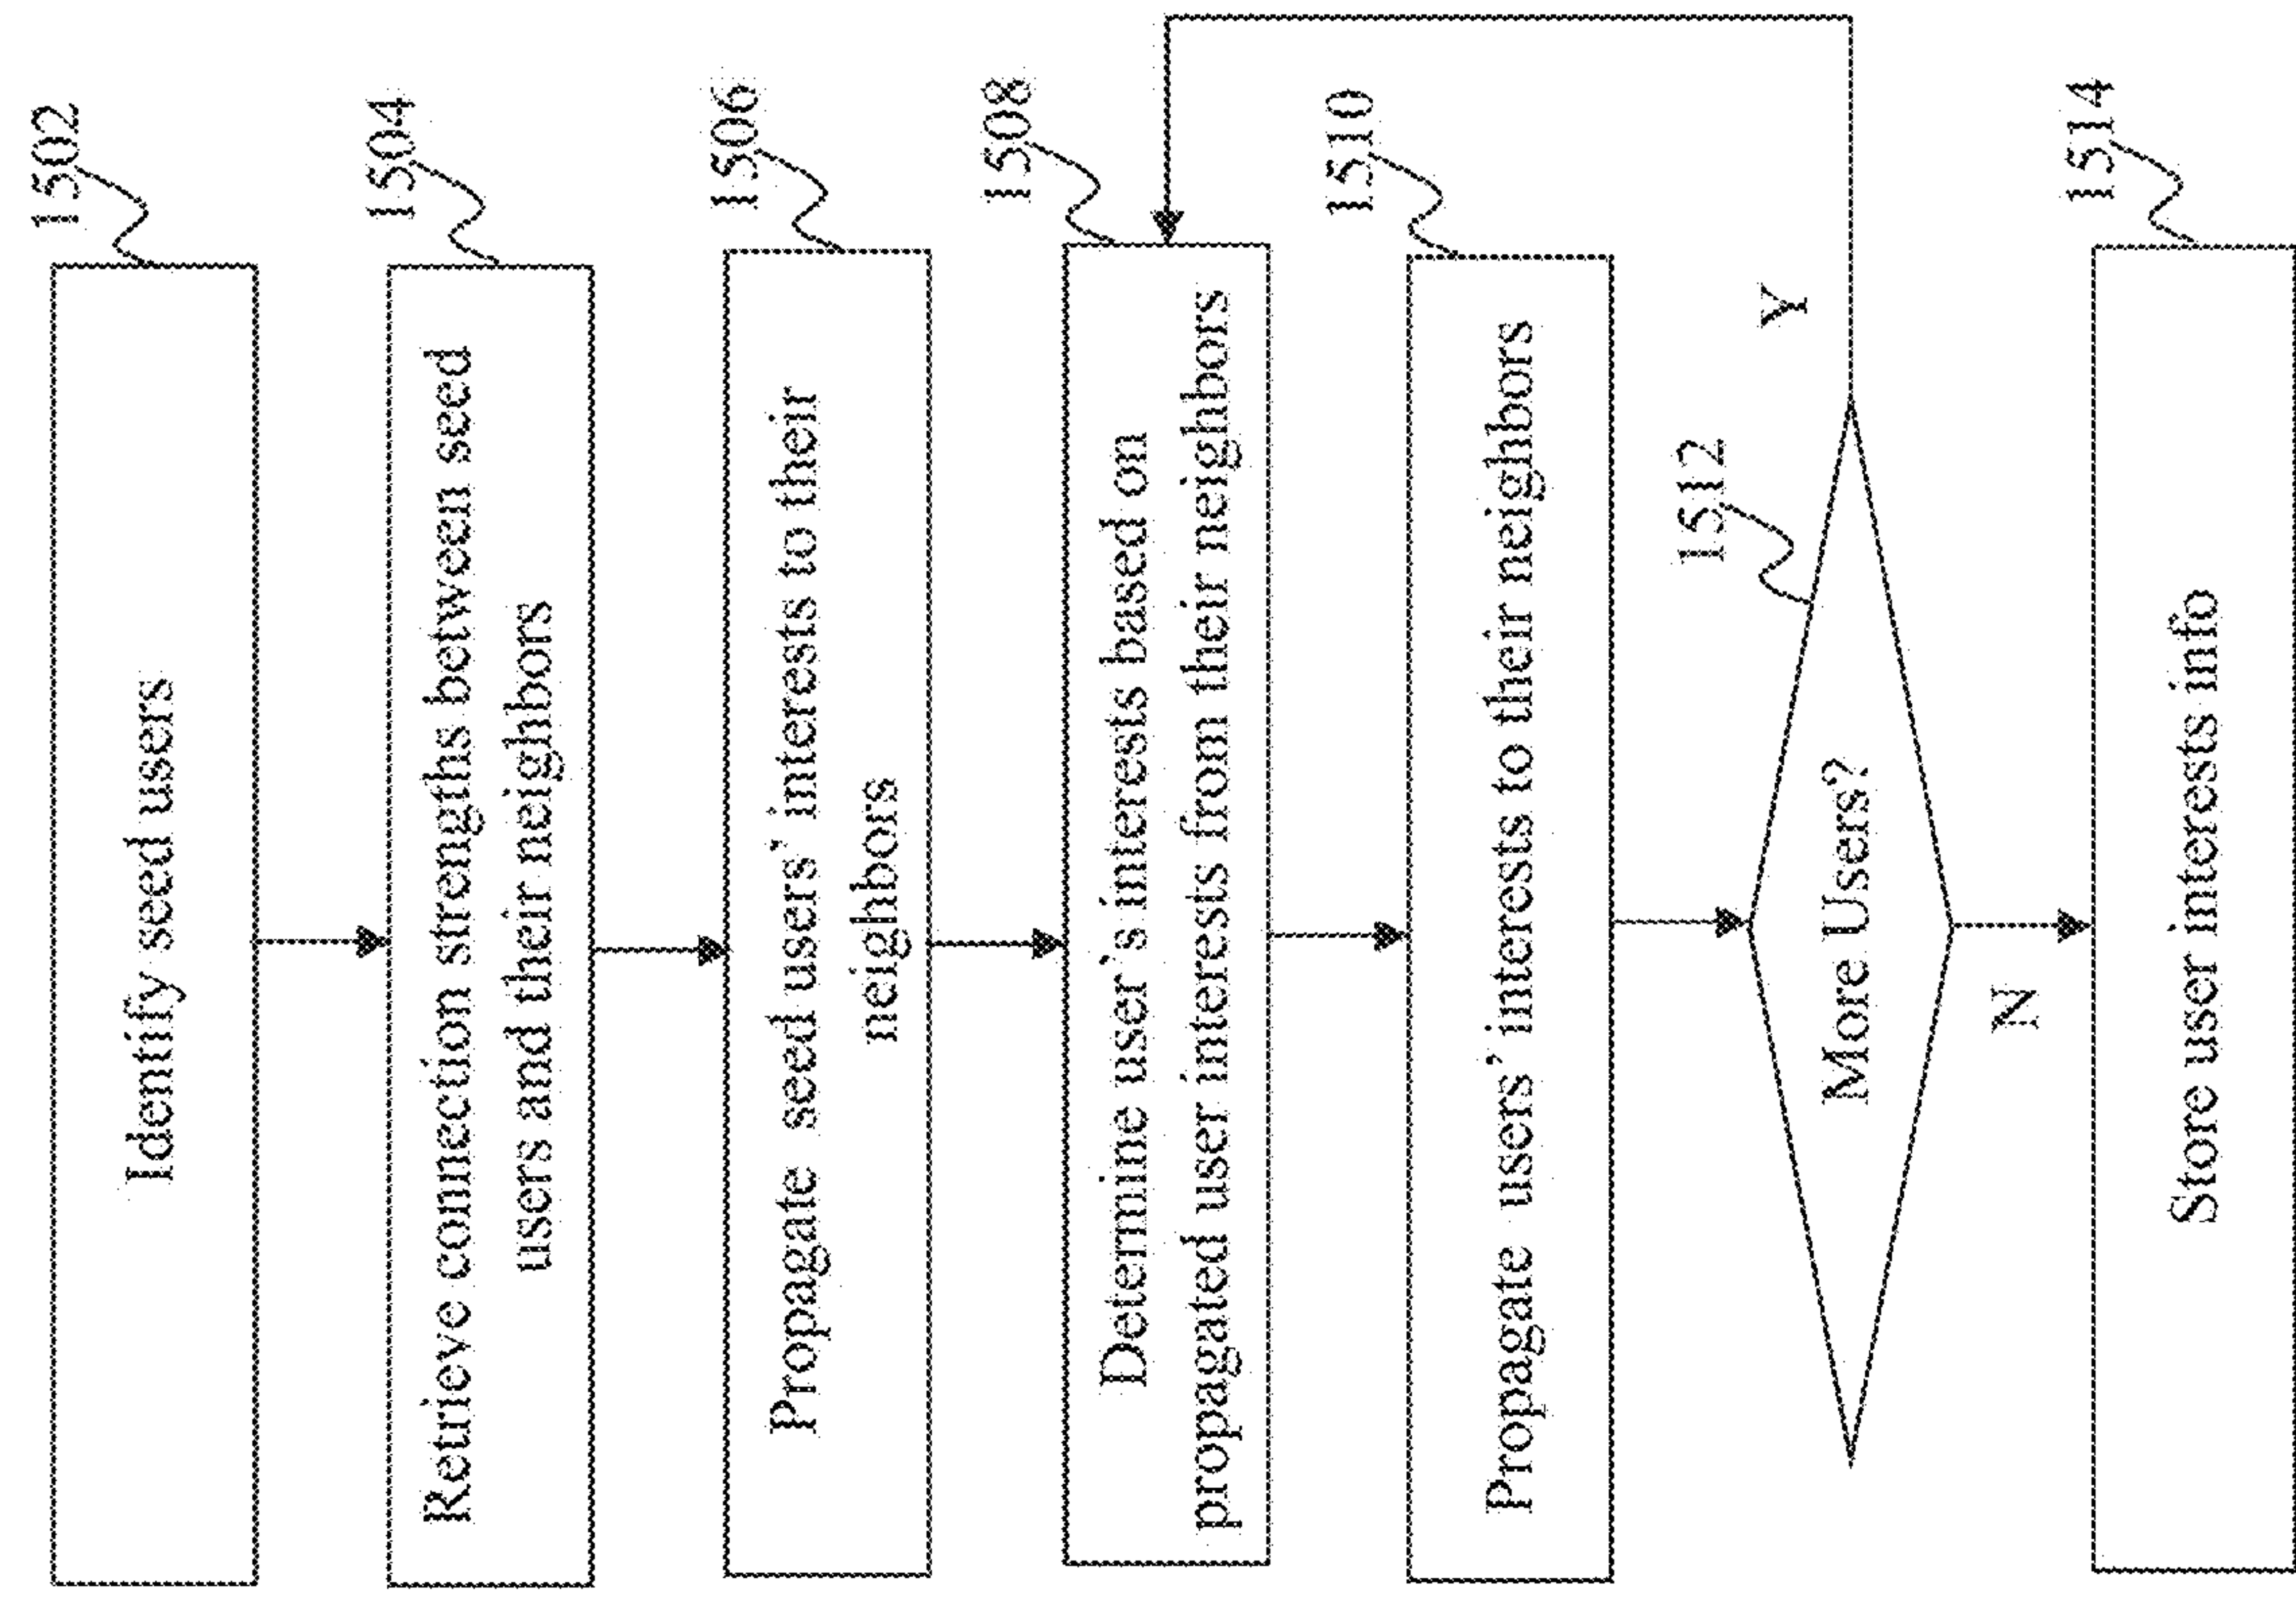 1502
Identify seed users
1504
Retrieve connection strengths between seed
users and their neighbors
1506
Propagate seed users' interests to their
neighbors
1508
Determine user`s interests based on
propagated user interests from their neighbors
1510
Propagate users' interests to their neighbors
1512
More Users?
Y
N
1514
Store user interests info